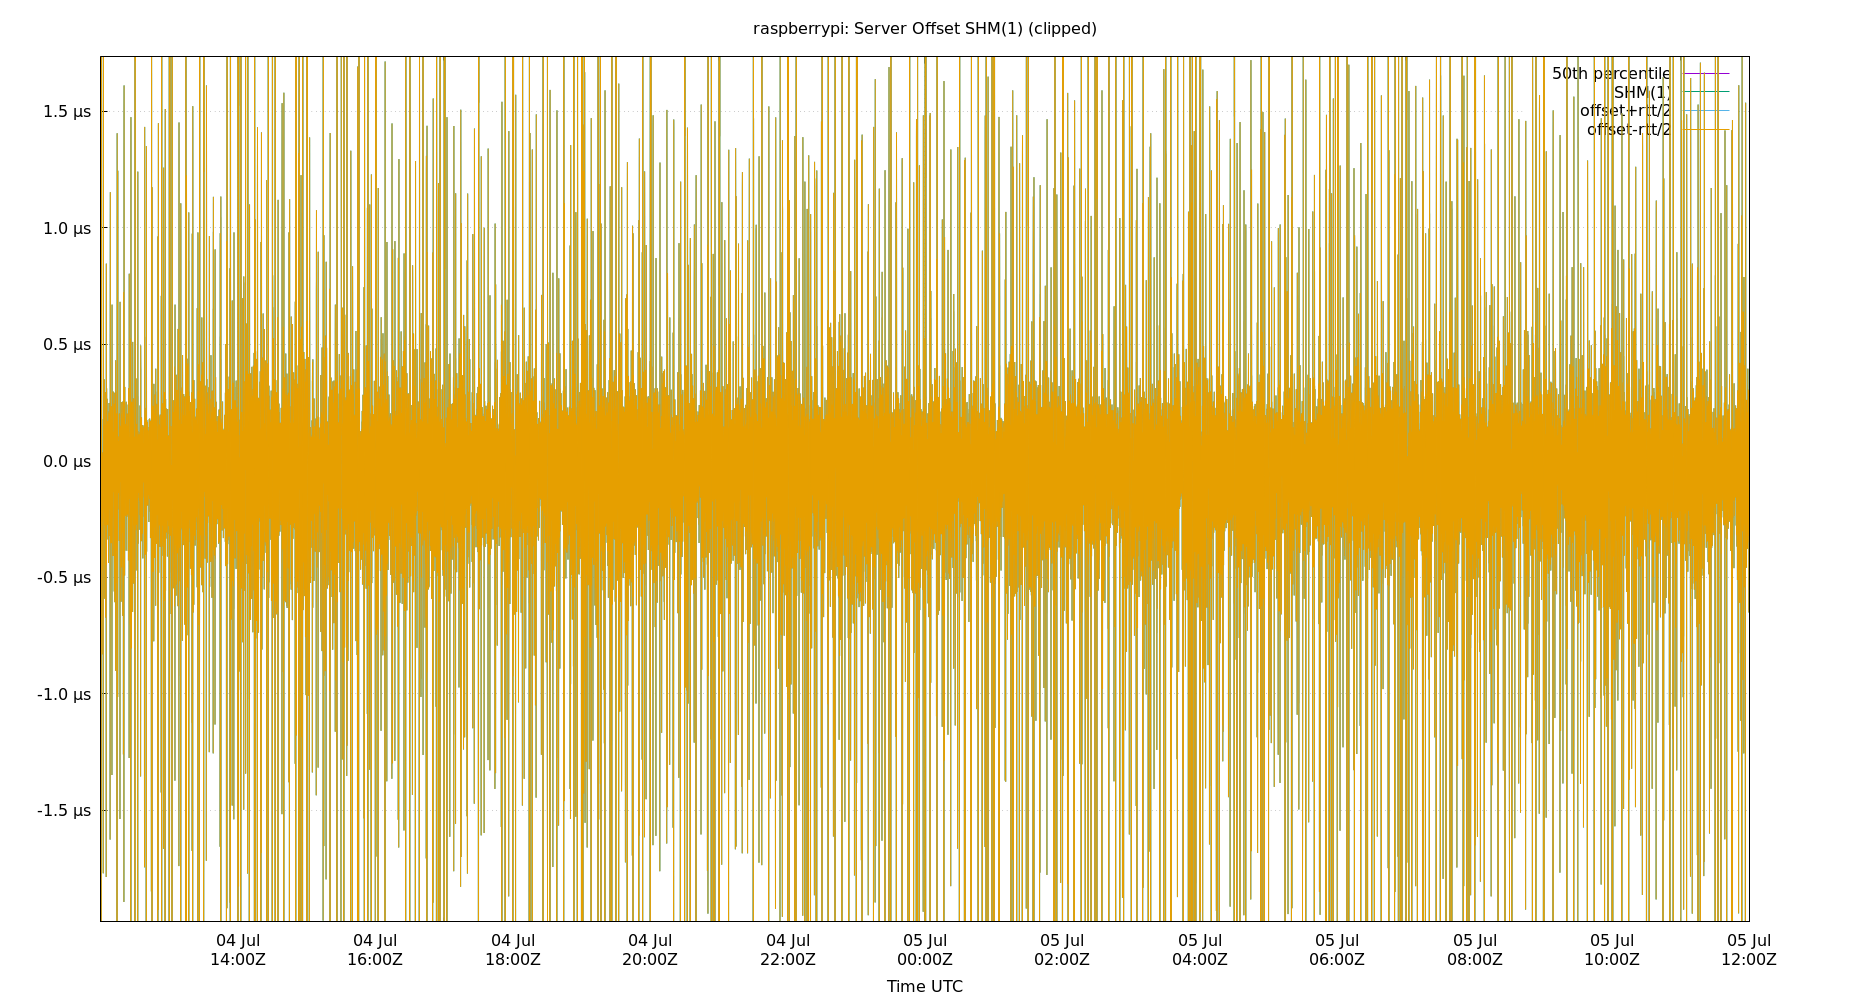 raspberrypi: Server Offset SHM(1) (clipped)
50th percentile
SHM(1)
offset+rtt/2
offset-rtt/2
1.5 µs
1.0 µs
0.5 µs
0.0 µs
-0.5 µs
-1.0 µs
-1.5 µs
04 Jul 04 Jul 04 Jul 04 Jul 04 Jul 05 Jul 05 Jul 05 Jul 05 Jul 05 Jul 05 Jul 05 Jul
14:00Z 16:00Z 18:00Z 20:00Z 22:00Z 00:00Z 02:00Z 04:00Z 06:00Z 08:00Z 10:00Z 12:00Z
Time UTC